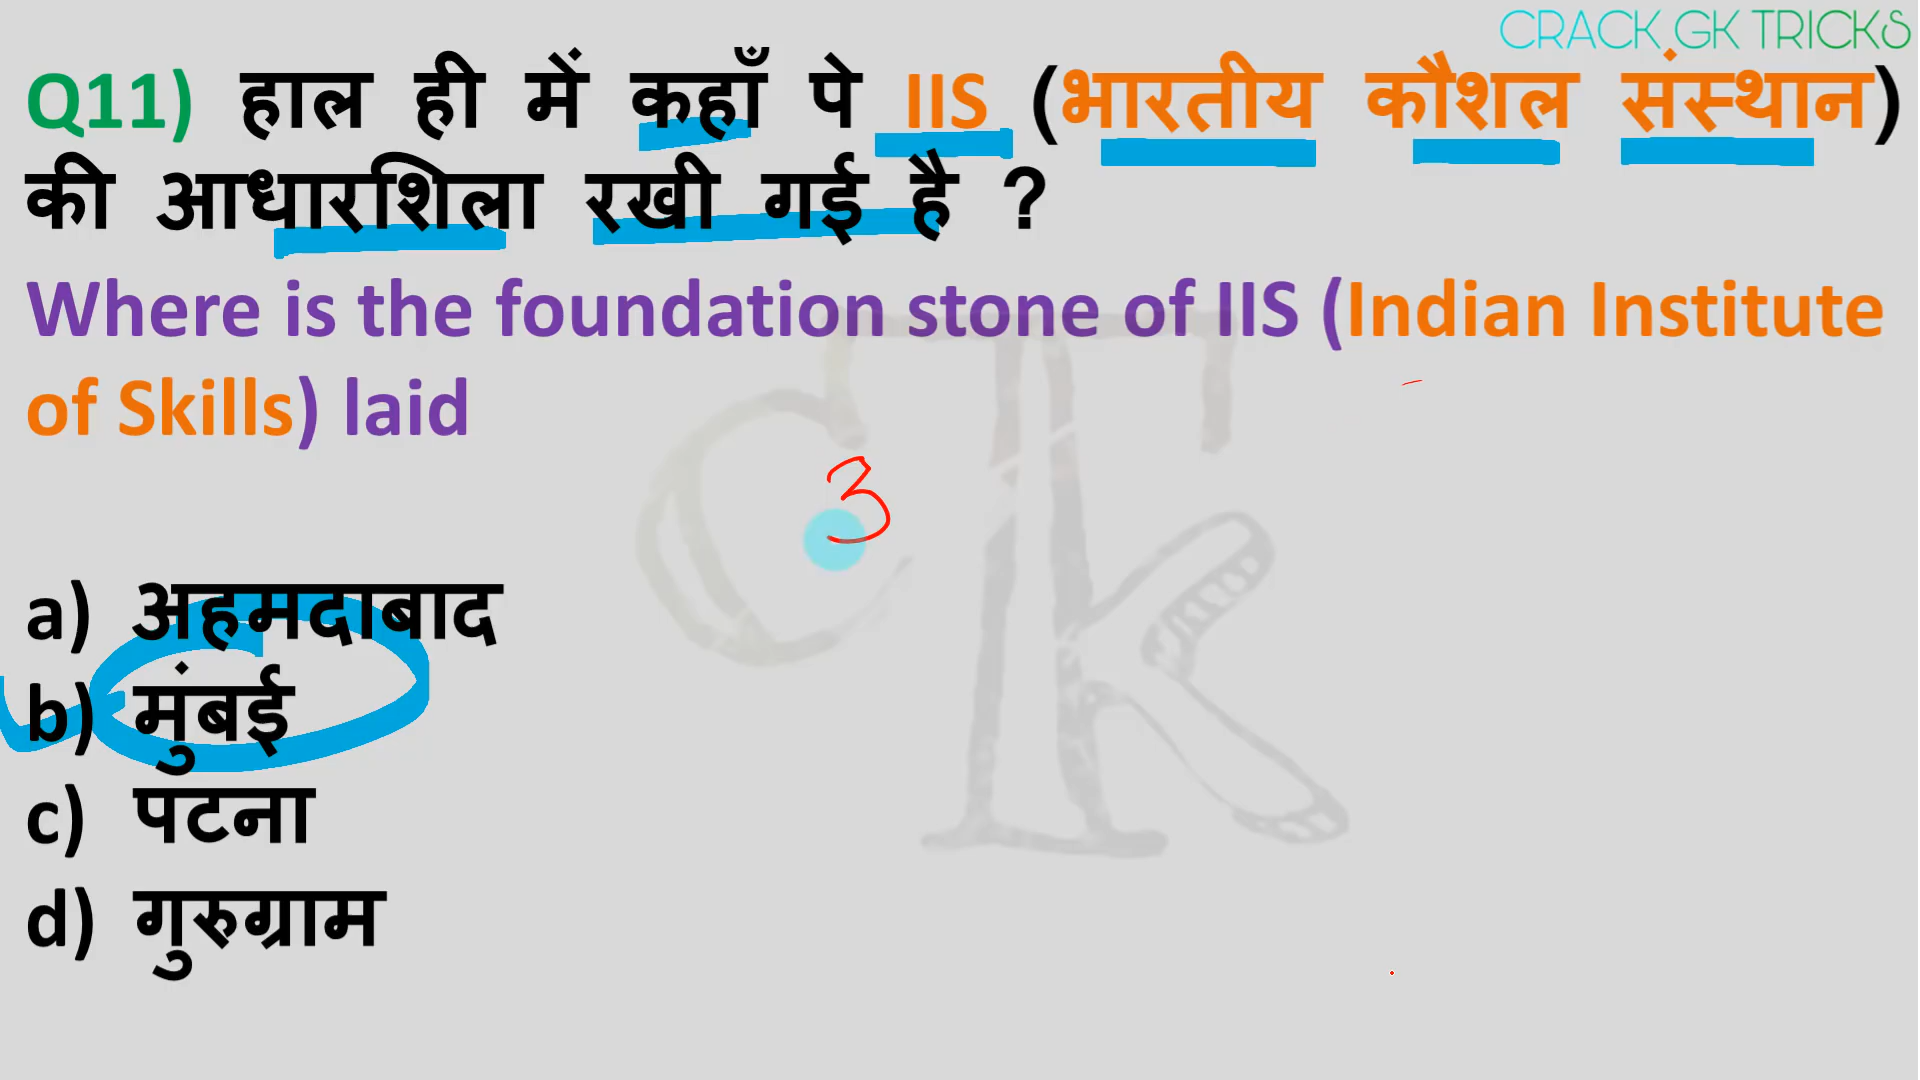 CRACK GK TRICKS
Q11) हाल ही में कहाँ पे IIS (भारतीय कौशल संस्थान)
की आधारशिला रखी गई है ?
Where is the foundation stone of IIS (Indian Institute
of Skills) laid
3
a) अहमदाबाद
b) मुंबई
c) पटना
d) गुरुग्राम
CTK